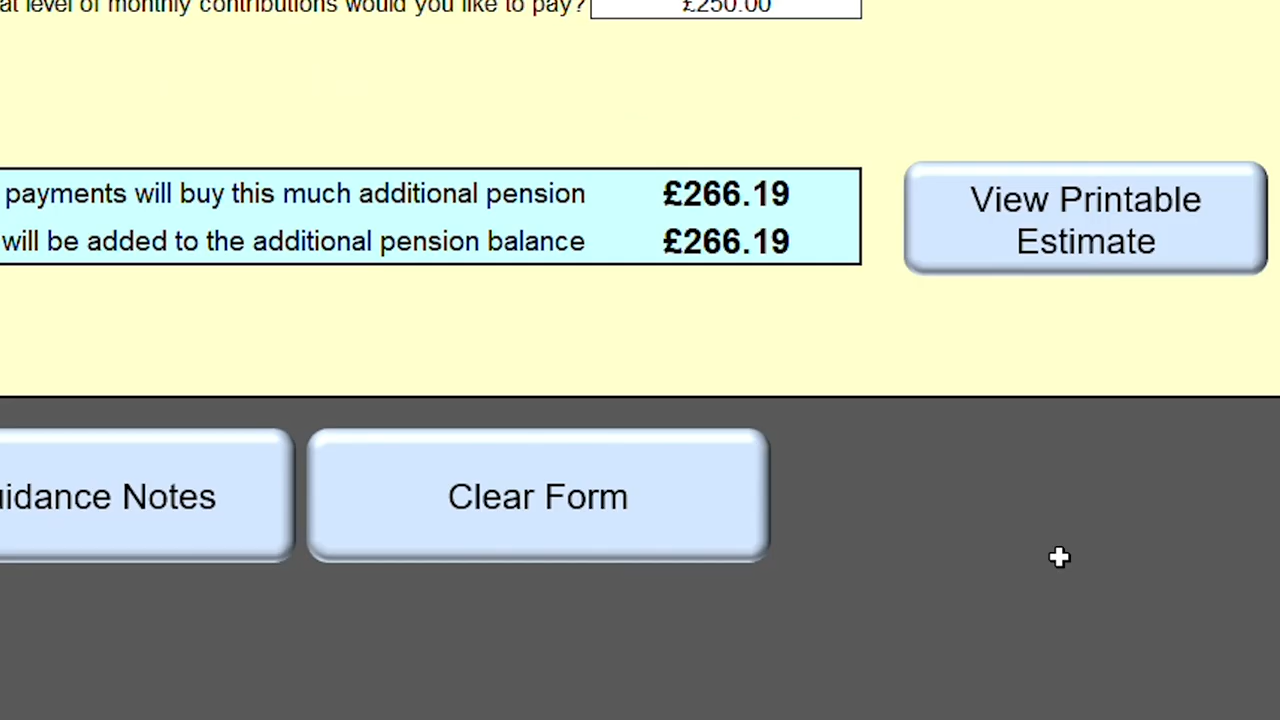 at level of monthly contributions would you like to pay? £250.00
payments will buy this much additional pension £266.19
will be added to the additional pension balance £266.19
View Printable
Estimate
uidance Notes
Clear Form